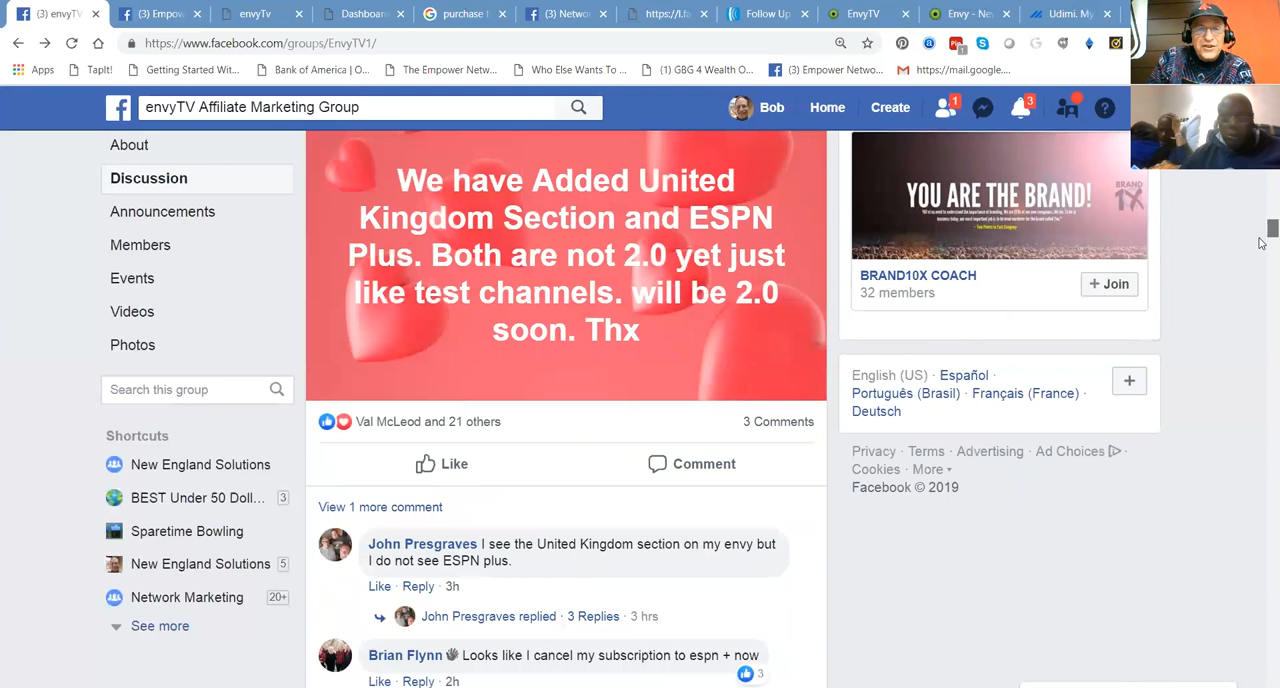 (3) envyTV
(3) Empow
envyTv
Dashboar
purchase
(3) Netwo
https://l.fa
Follow Up
EnvyTV
Envy - Ne
Udimi. My
https://www.facebook.com/groups/EnvyTV1/
Apps
TapIt!
Getting Started Wit...
Bank of America | O...
The Empower Netw...
Who Else Wants To ...
(1) GBG 4 Wealth O...
(3) Empower Netwo...
https://mail.google....
envyTV Affiliate Marketing Group
Bob
Home
Create
1
3
About
Discussion
Announcements
Members
Events
Videos
Photos
Search this group
Shortcuts
New England Solutions
BEST Under 50 Doll... 3
Sparetime Bowling
New England Solutions 5
Network Marketing 20+
See more
We have Added United
Kingdom Section and ESPN
Plus. Both are not 2.0 yet just
like test channels. will be 2.0
soon. Thx
Val McLeod and 21 others
3 Comments
Like
Comment
View 1 more comment
John Presgraves I see the United Kingdom section on my envy but
I do not see ESPN plus.
Like · Reply · 3h
John Presgraves replied · 3 Replies · 3 hrs
Brian Flynn Looks like I cancel my subscription to espn + now
3
Like · Reply · 2h
YOU ARE THE BRAND!
BRAND
1X
BRAND10X COACH
32 members
+ Join
English (US) · Español ·
Português (Brasil) · Français (France) ·
Deutsch
Privacy · Terms · Advertising · Ad Choices ·
Cookies · More
Facebook © 2019